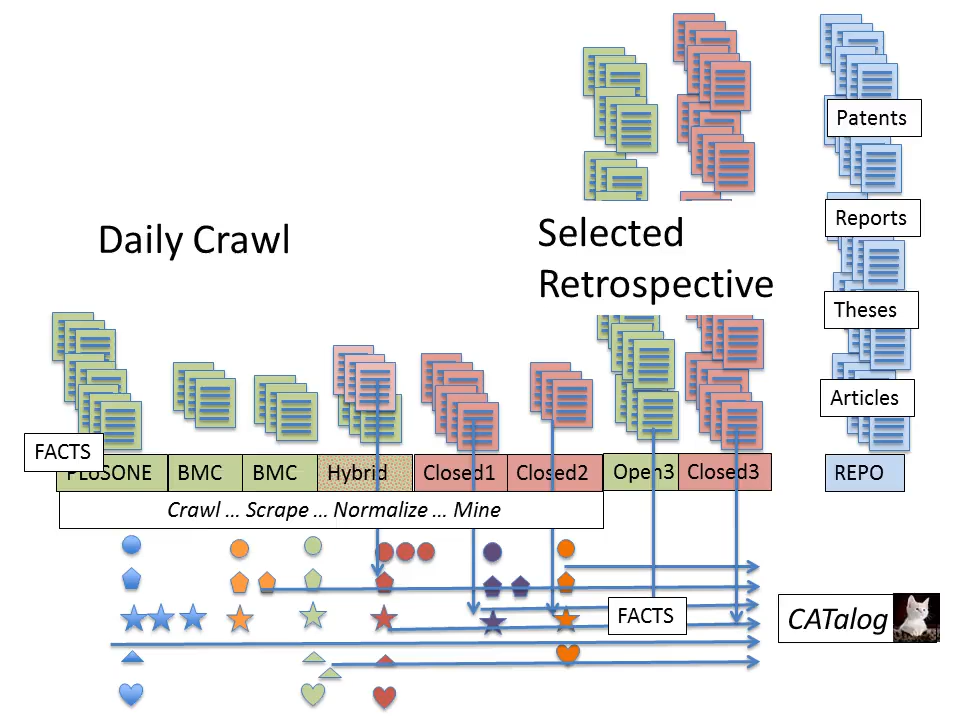 Patents
Reports
Daily Crawl
Selected
Retrospective
Theses
Articles
FACTS
PLoSONE
BMC
BMC
Hybrid
Closed1
Closed2
Open3
Closed3
REPO
Crawl ... Scrape ... Normalize ... Mine
FACTS
CATalog